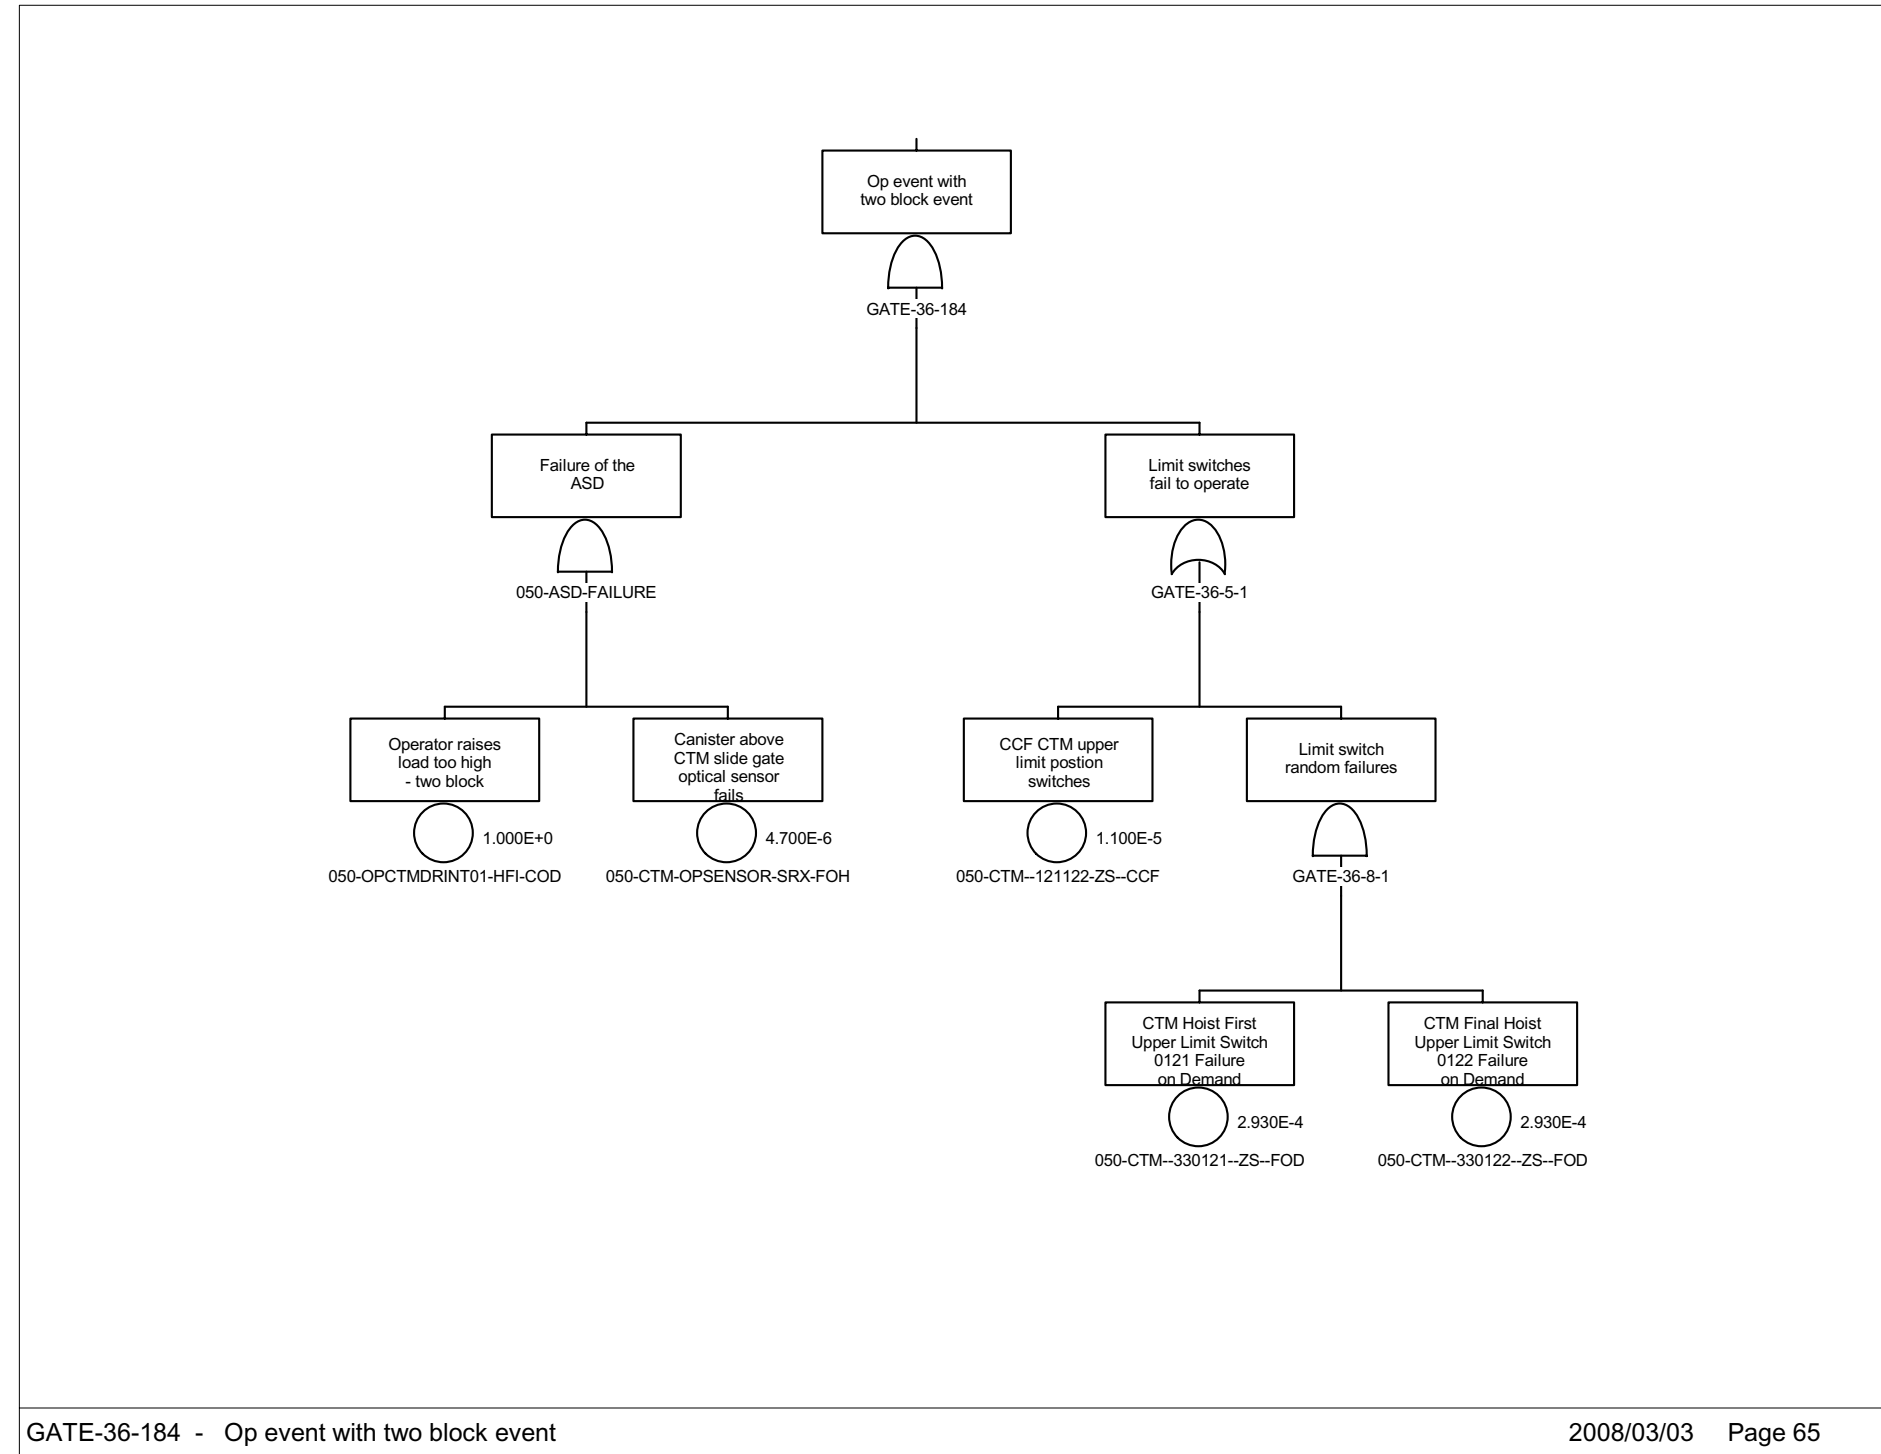 Op event with
two block event
GATE-36-184
Failure of the
ASD
050-ASD-FAILURE
Limit switches
fail to operate
GATE-36-5-1
Operator raises
load too high
- two block
1.000E+0
050-OPCTMDRINT01-HFI-COD
Canister above
CTM slide gate
optical sensor
fails
4.700E-6
050-CTM-OPSENSOR-SRX-FOH
CCF CTM upper
limit postion
switches
1.100E-5
050-CTM--121122-ZS--CCF
Limit switch
random failures
GATE-36-8-1
CTM Hoist First
Upper Limit Switch
0121 Failure
on Demand
2.930E-4
050-CTM--330121--ZS--FOD
CTM Final Hoist
Upper Limit Switch
0122 Failure
on Demand
2.930E-4
050-CTM--330122--ZS--FOD
GATE-36-184 - Op event with two block event
2008/03/03 Page 65